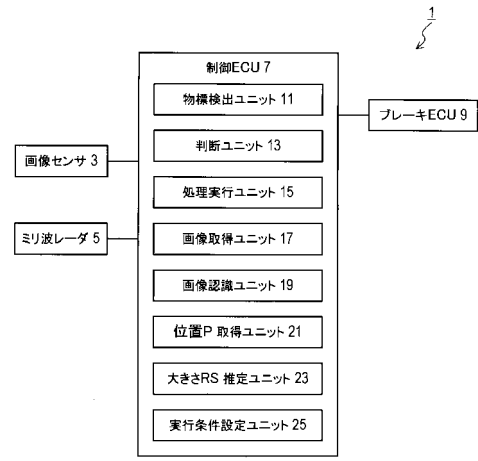 1
制御ECU 7
物標検出ユニット 11
判断ユニット 13
処理実行ユニット 15
画像取得ユニット 17
画像認識ユニット 19
位置P 取得ユニット 21
大きさRS 推定ユニット 23
実行条件設定ユニット 25
画像センサ 3
ミリ波レーダ 5
ブレーキECU 9